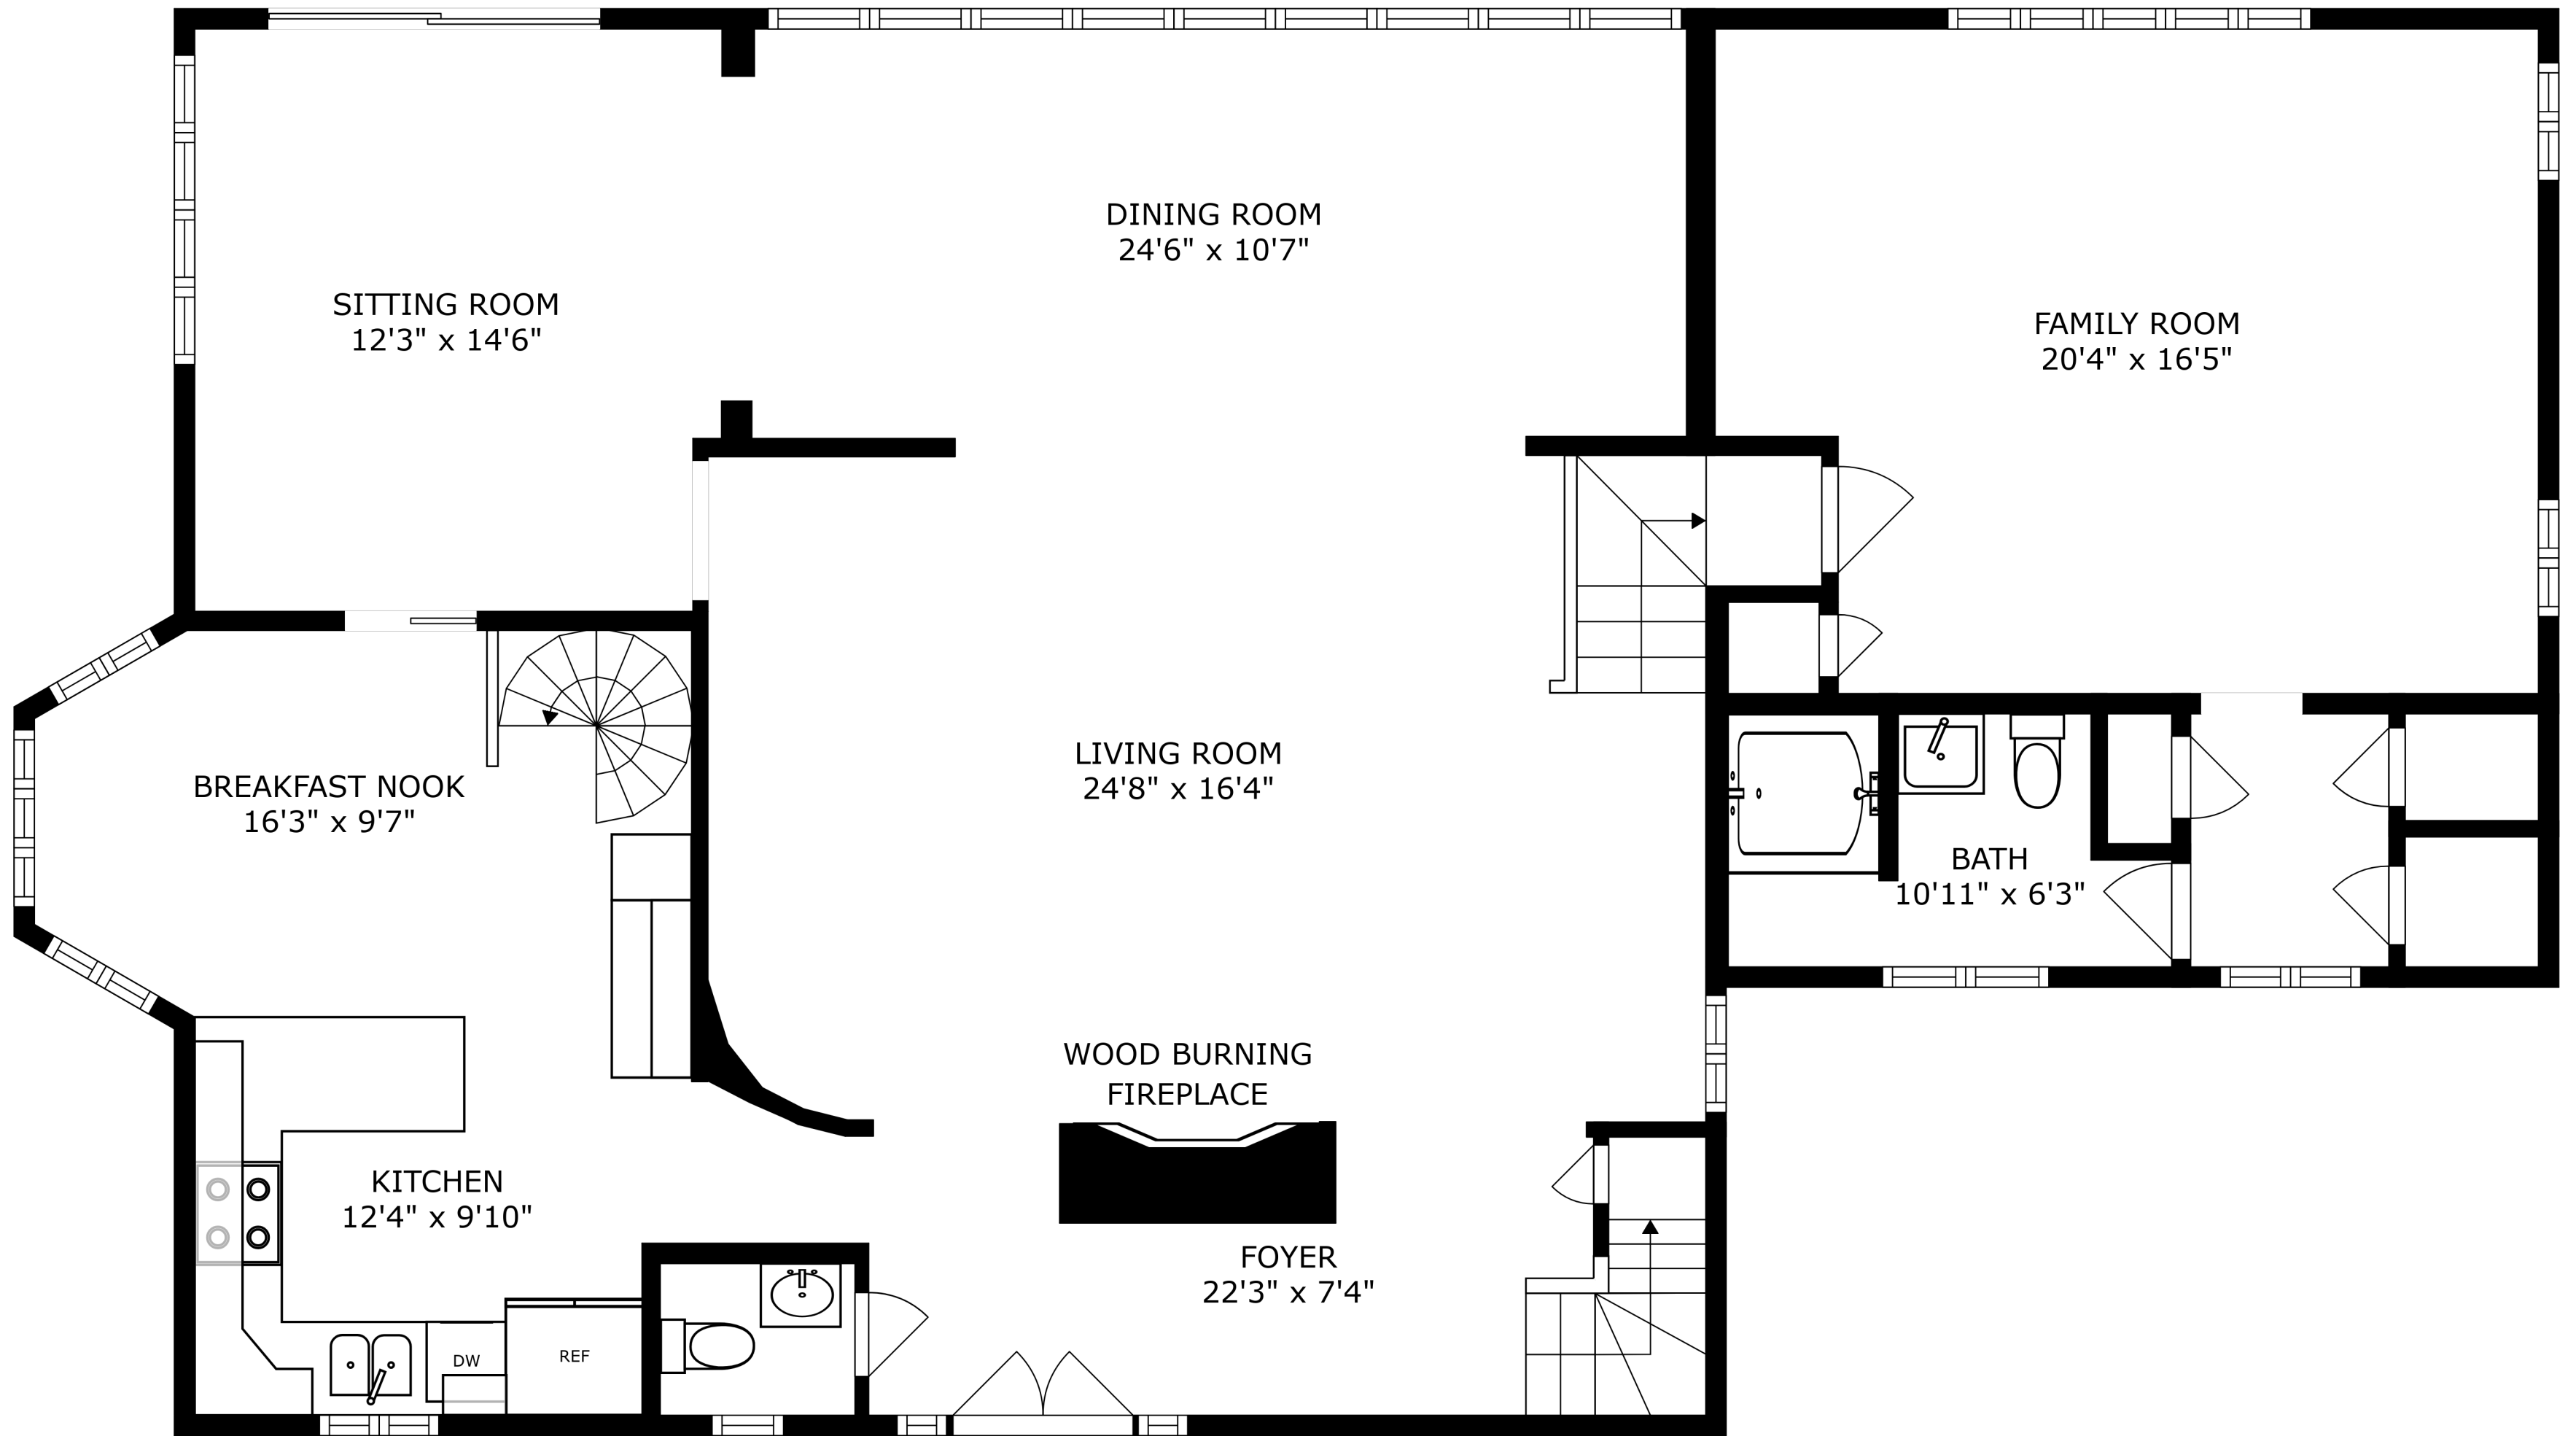 DINING ROOM
24'6" x 10'7"
SITTING ROOM
12'3" x 14'6"
FAMILY ROOM
20'4" x 16'5"
LIVING ROOM
24'8" x 16'4"
BREAKFAST NOOK
16'3" x 9'7"
BATH
10'11" x 6'3"
WOOD BURNING
FIREPLACE
KITCHEN
12'4" x 9'10"
FOYER
22'3" x 7'4"
DW
REF